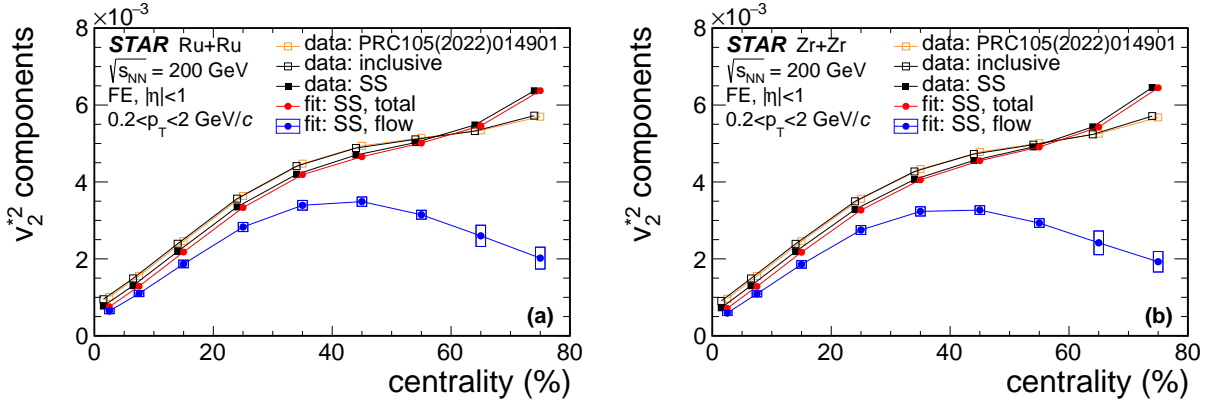 ×10⁻³
8
6
4
2
0
v₂*² components
STAR Ru+Ru
√sNN = 200 GeV
FE, |η|<1
0.2<pT<2 GeV/c
data: PRC105(2022)014901
data: inclusive
data: SS
fit: SS, total
fit: SS, flow
(a)
0 20 40 60 80
centrality (%)
×10⁻³
8
6
4
2
0
v₂*² components
STAR Zr+Zr
√sNN = 200 GeV
FE, |η|<1
0.2<pT<2 GeV/c
data: PRC105(2022)014901
data: inclusive
data: SS
fit: SS, total
fit: SS, flow
(b)
0 20 40 60 80
centrality (%)